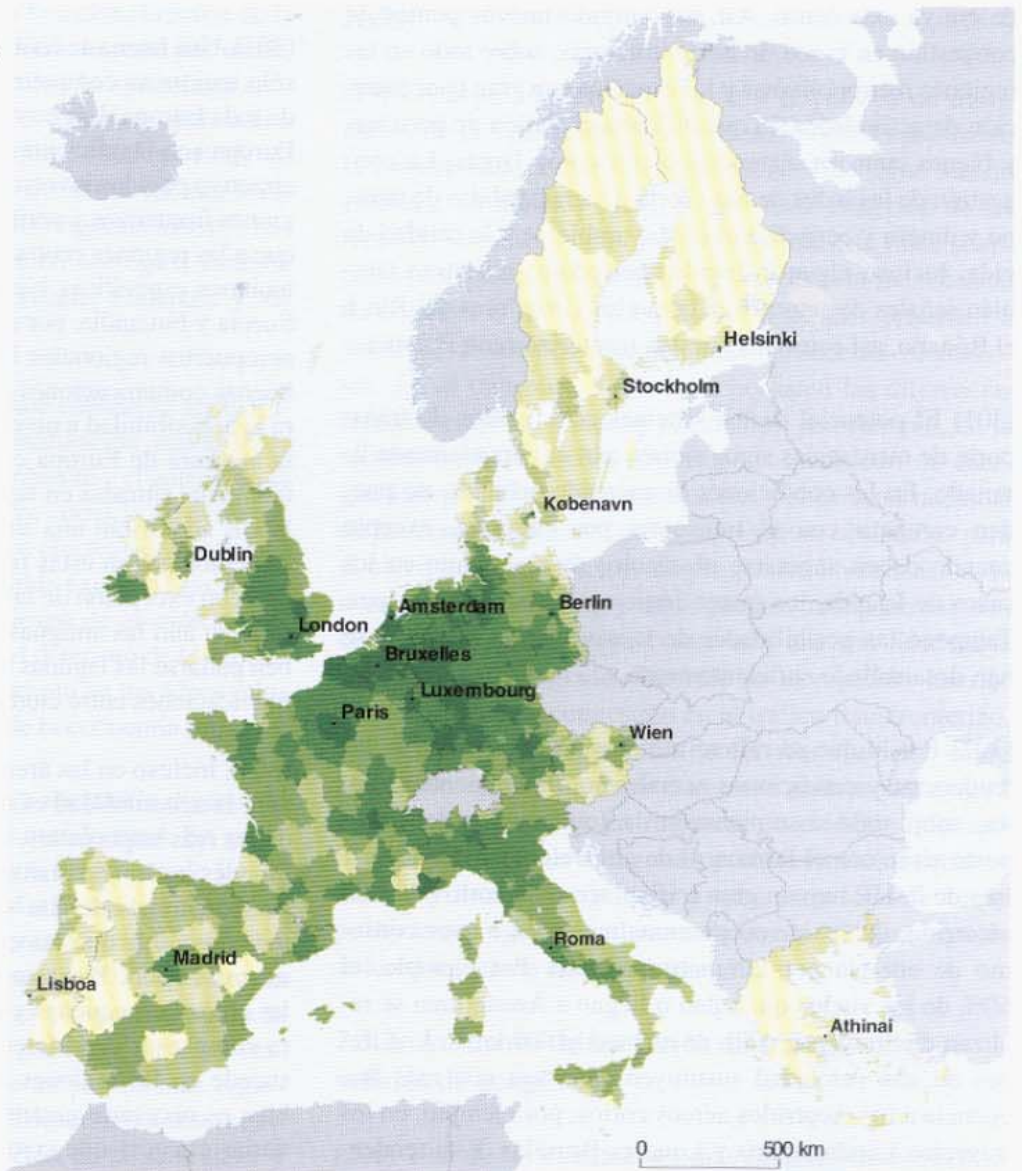 Helsinki
Stockholm
København
Dublin
Amsterdam
Berlin
London
Bruxelles
Luxembourg
Paris
Wien
Roma
Madrid
Lisboa
Athinai
0 500 km